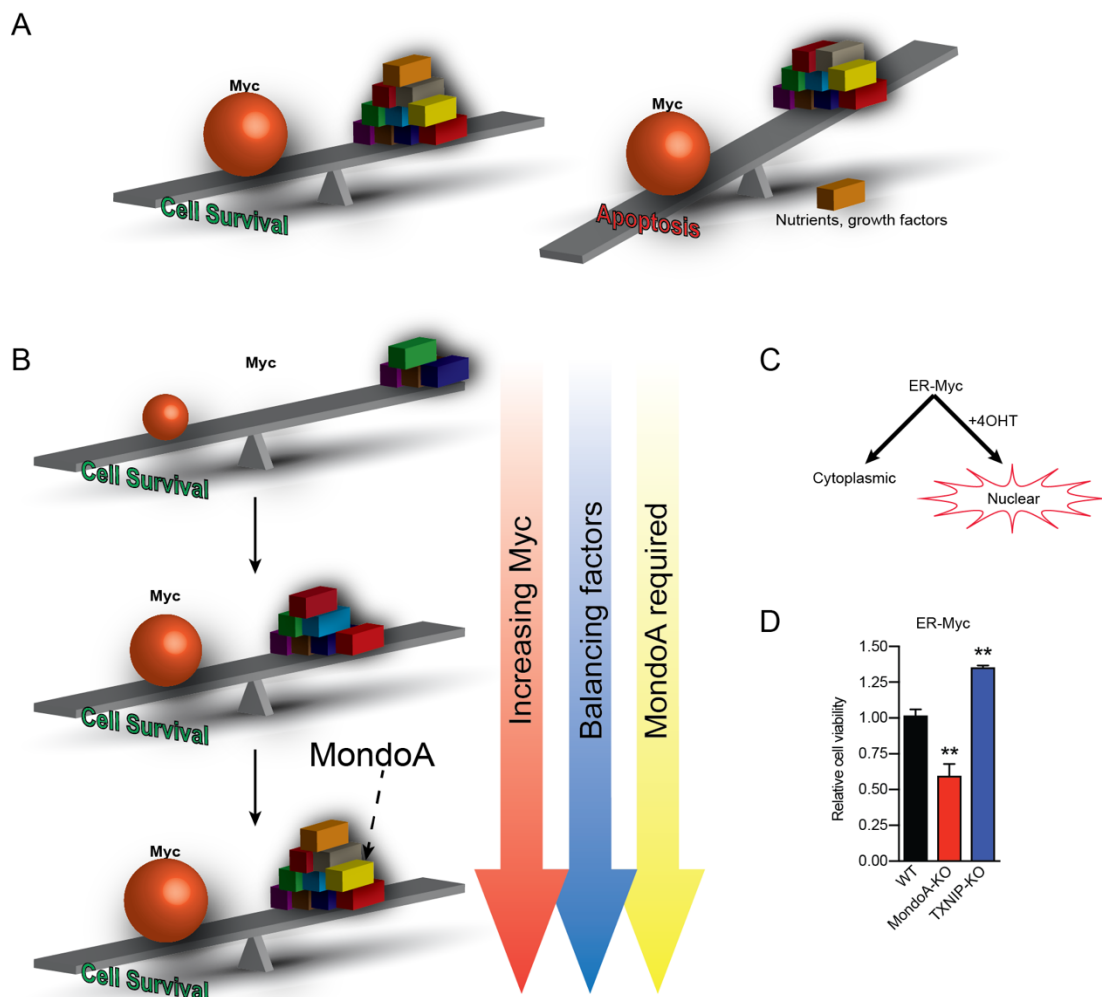 A
Myc
Cell Survival
Myc
Apoptosis
Nutrients, growth factors
B
Myc
Cell Survival
Myc
Cell Survival
MondoA
Myc
Cell Survival
Increasing Myc
Balancing factors
MondoA required
C
ER-Myc
+4OHT
Cytoplasmic
Nuclear
D
ER-Myc
Relative cell viability
1.50
1.25
1.00
0.75
0.50
0.25
0.00
**
**
WT
MondoA-KO
TXNIP-KO